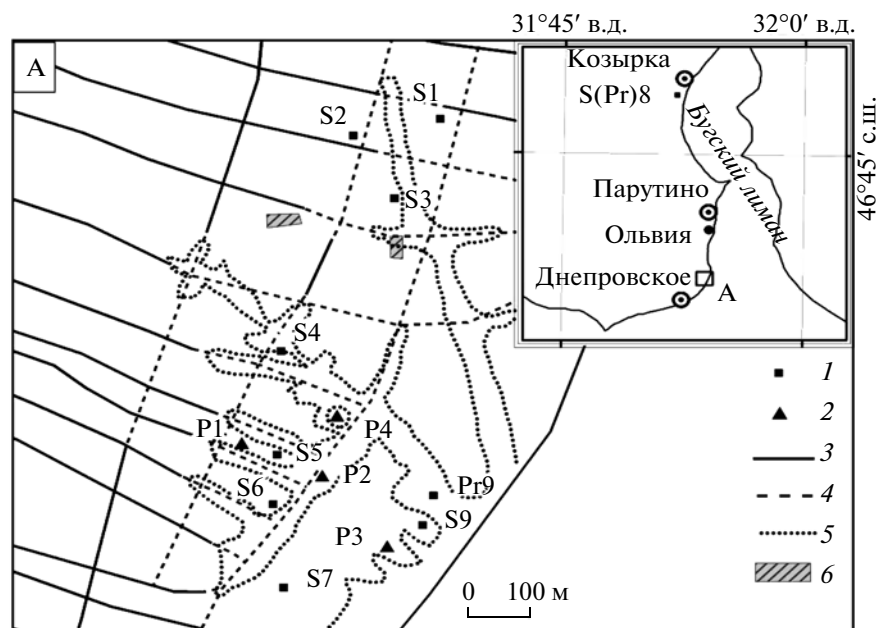 31°45′ в.д.
32°0′ в.д.
А
Козырка
S(Pr)8
Бугский лиман
46°45′ с.ш.
Парутино
Ольвия
Днепровское
А
S1
S2
S3
S4
P1
S5
P4
P2
S6
Pr9
S9
P3
S7
0 100 м
1
2
3
4
5
6